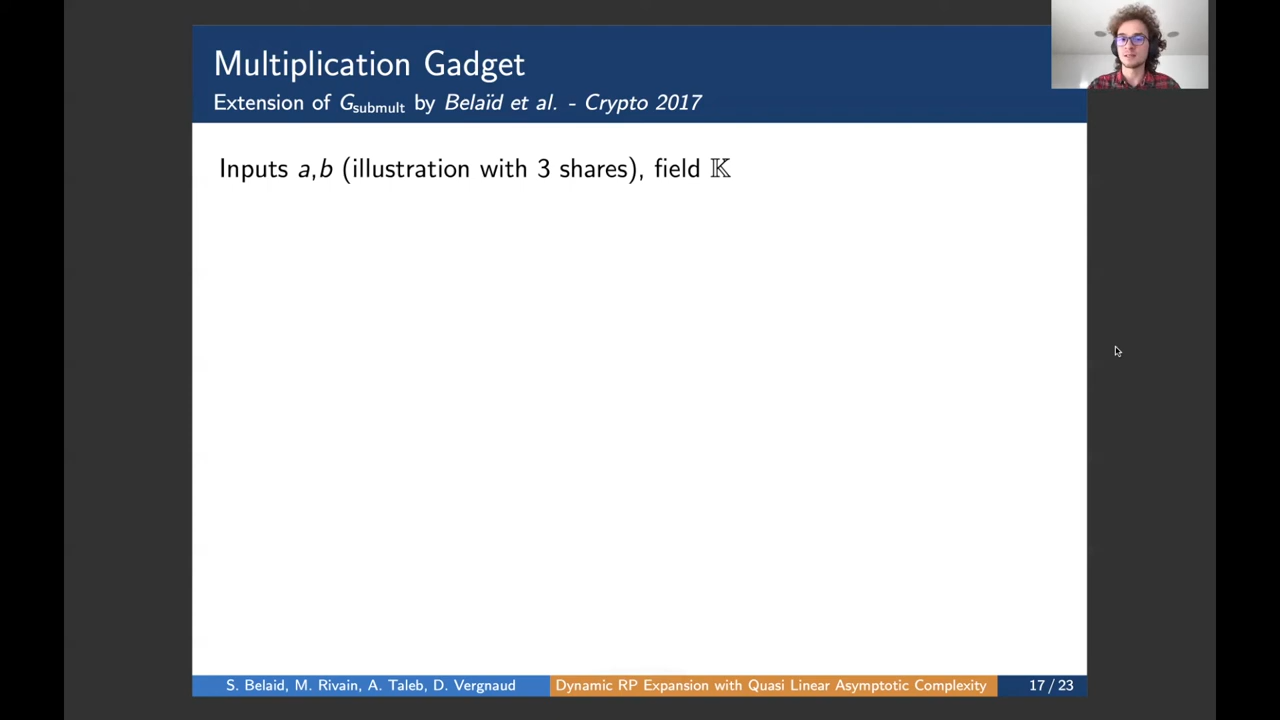 Multiplication Gadget
Extension of Gsubmult by Belaïd et al. - Crypto 2017
Inputs a,b (illustration with 3 shares), field 𝕂
S. Belaid, M. Rivain, A. Taleb, D. Vergnaud
Dynamic RP Expansion with Quasi Linear Asymptotic Complexity
17 / 23